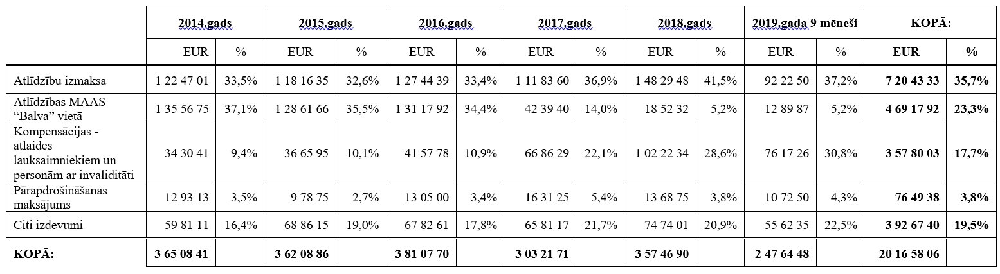 2014.gads 2015.gads 2016.gads 2017.gads 2018.gads 2019.gada 9 mēneši KOPĀ:
EUR % EUR % EUR % EUR % EUR % EUR % EUR %
Atlīdzību izmaksa 1 22 47 01 33,5% 1 18 16 35 32,6% 1 27 44 39 33,4% 1 11 83 60 36,9% 1 48 29 48 41,5% 92 22 50 37,2% 7 20 43 33 35,7%
Atlīdzības MAAS
“Balva” vietā 1 35 56 75 37,1% 1 28 61 66 35,5% 1 31 17 92 34,4% 42 39 40 14,0% 18 52 32 5,2% 12 89 87 5,2% 4 69 17 92 23,3%
Kompensācijas -
atlaides
lauksaimniekiem un 34 30 41 9,4% 36 65 95 10,1% 41 57 78 10,9% 66 86 29 22,1% 1 02 22 34 28,6% 76 17 26 30,8% 3 57 80 03 17,7%
personām ar invaliditāti
Pārapdrošināšanas
maksājums 12 93 13 3,5% 9 78 75 2,7% 13 05 00 3,4% 16 31 25 5,4% 13 68 75 3,8% 10 72 50 4,3% 76 49 38 3,8%
Citi izdevumi 59 81 11 16,4% 68 86 15 19,0% 67 82 61 17,8% 65 81 17 21,7% 74 74 01 20,9% 55 62 35 22,5% 3 92 67 40 19,5%
KOPĀ: 3 65 08 41 3 62 08 86 3 81 07 70 3 03 21 71 3 57 46 90 2 47 64 48 20 16 58 06